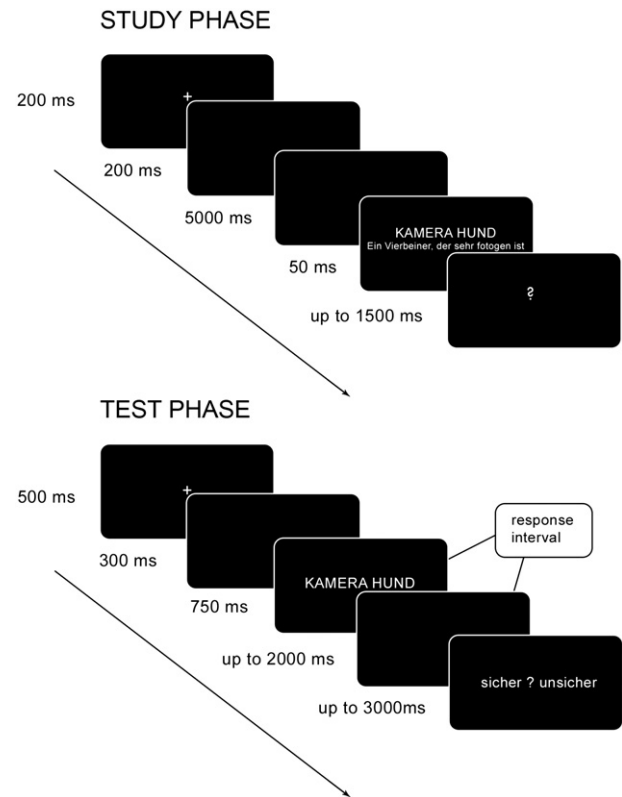 STUDY PHASE
+
200 ms
200 ms
5000 ms
KAMERA HUND
Ein Vierbeiner, der sehr fotogen ist
50 ms
up to 1500 ms
?
TEST PHASE
+
500 ms
response
interval
300 ms
KAMERA HUND
750 ms
up to 2000 ms
sicher ? unsicher
up to 3000ms